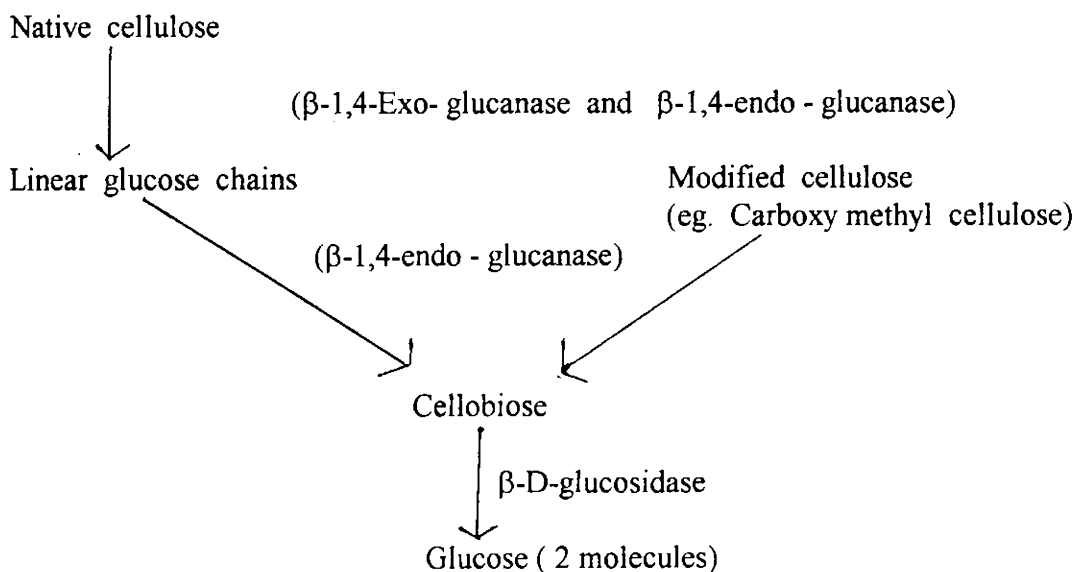 Native cellulose
(β-1,4-Exo- glucanase and β-1,4-endo - glucanase)
Linear glucose chains
Modified cellulose
(eg. Carboxy methyl cellulose)
(β-1,4-endo - glucanase)
Cellobiose
β-D-glucosidase
Glucose ( 2 molecules)